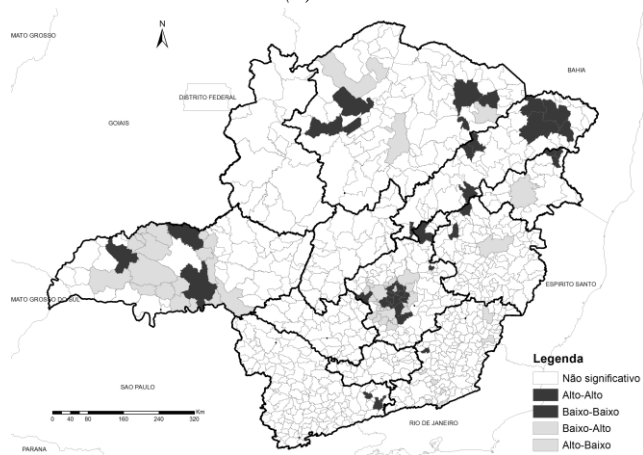 N
MATO GROSSO
BAHIA
DISTRITO FEDERAL
GOIAIS
ESPIRITO SANTO
MATO GROSSO DO SUL
Legenda
Não significativo
SAO PAULO
Alto-Alto
Km
Baixo-Baixo
0 40 80 160 240 320
RIO DE JANEIRO
Baixo-Alto
PARANA
Alto-Baixo